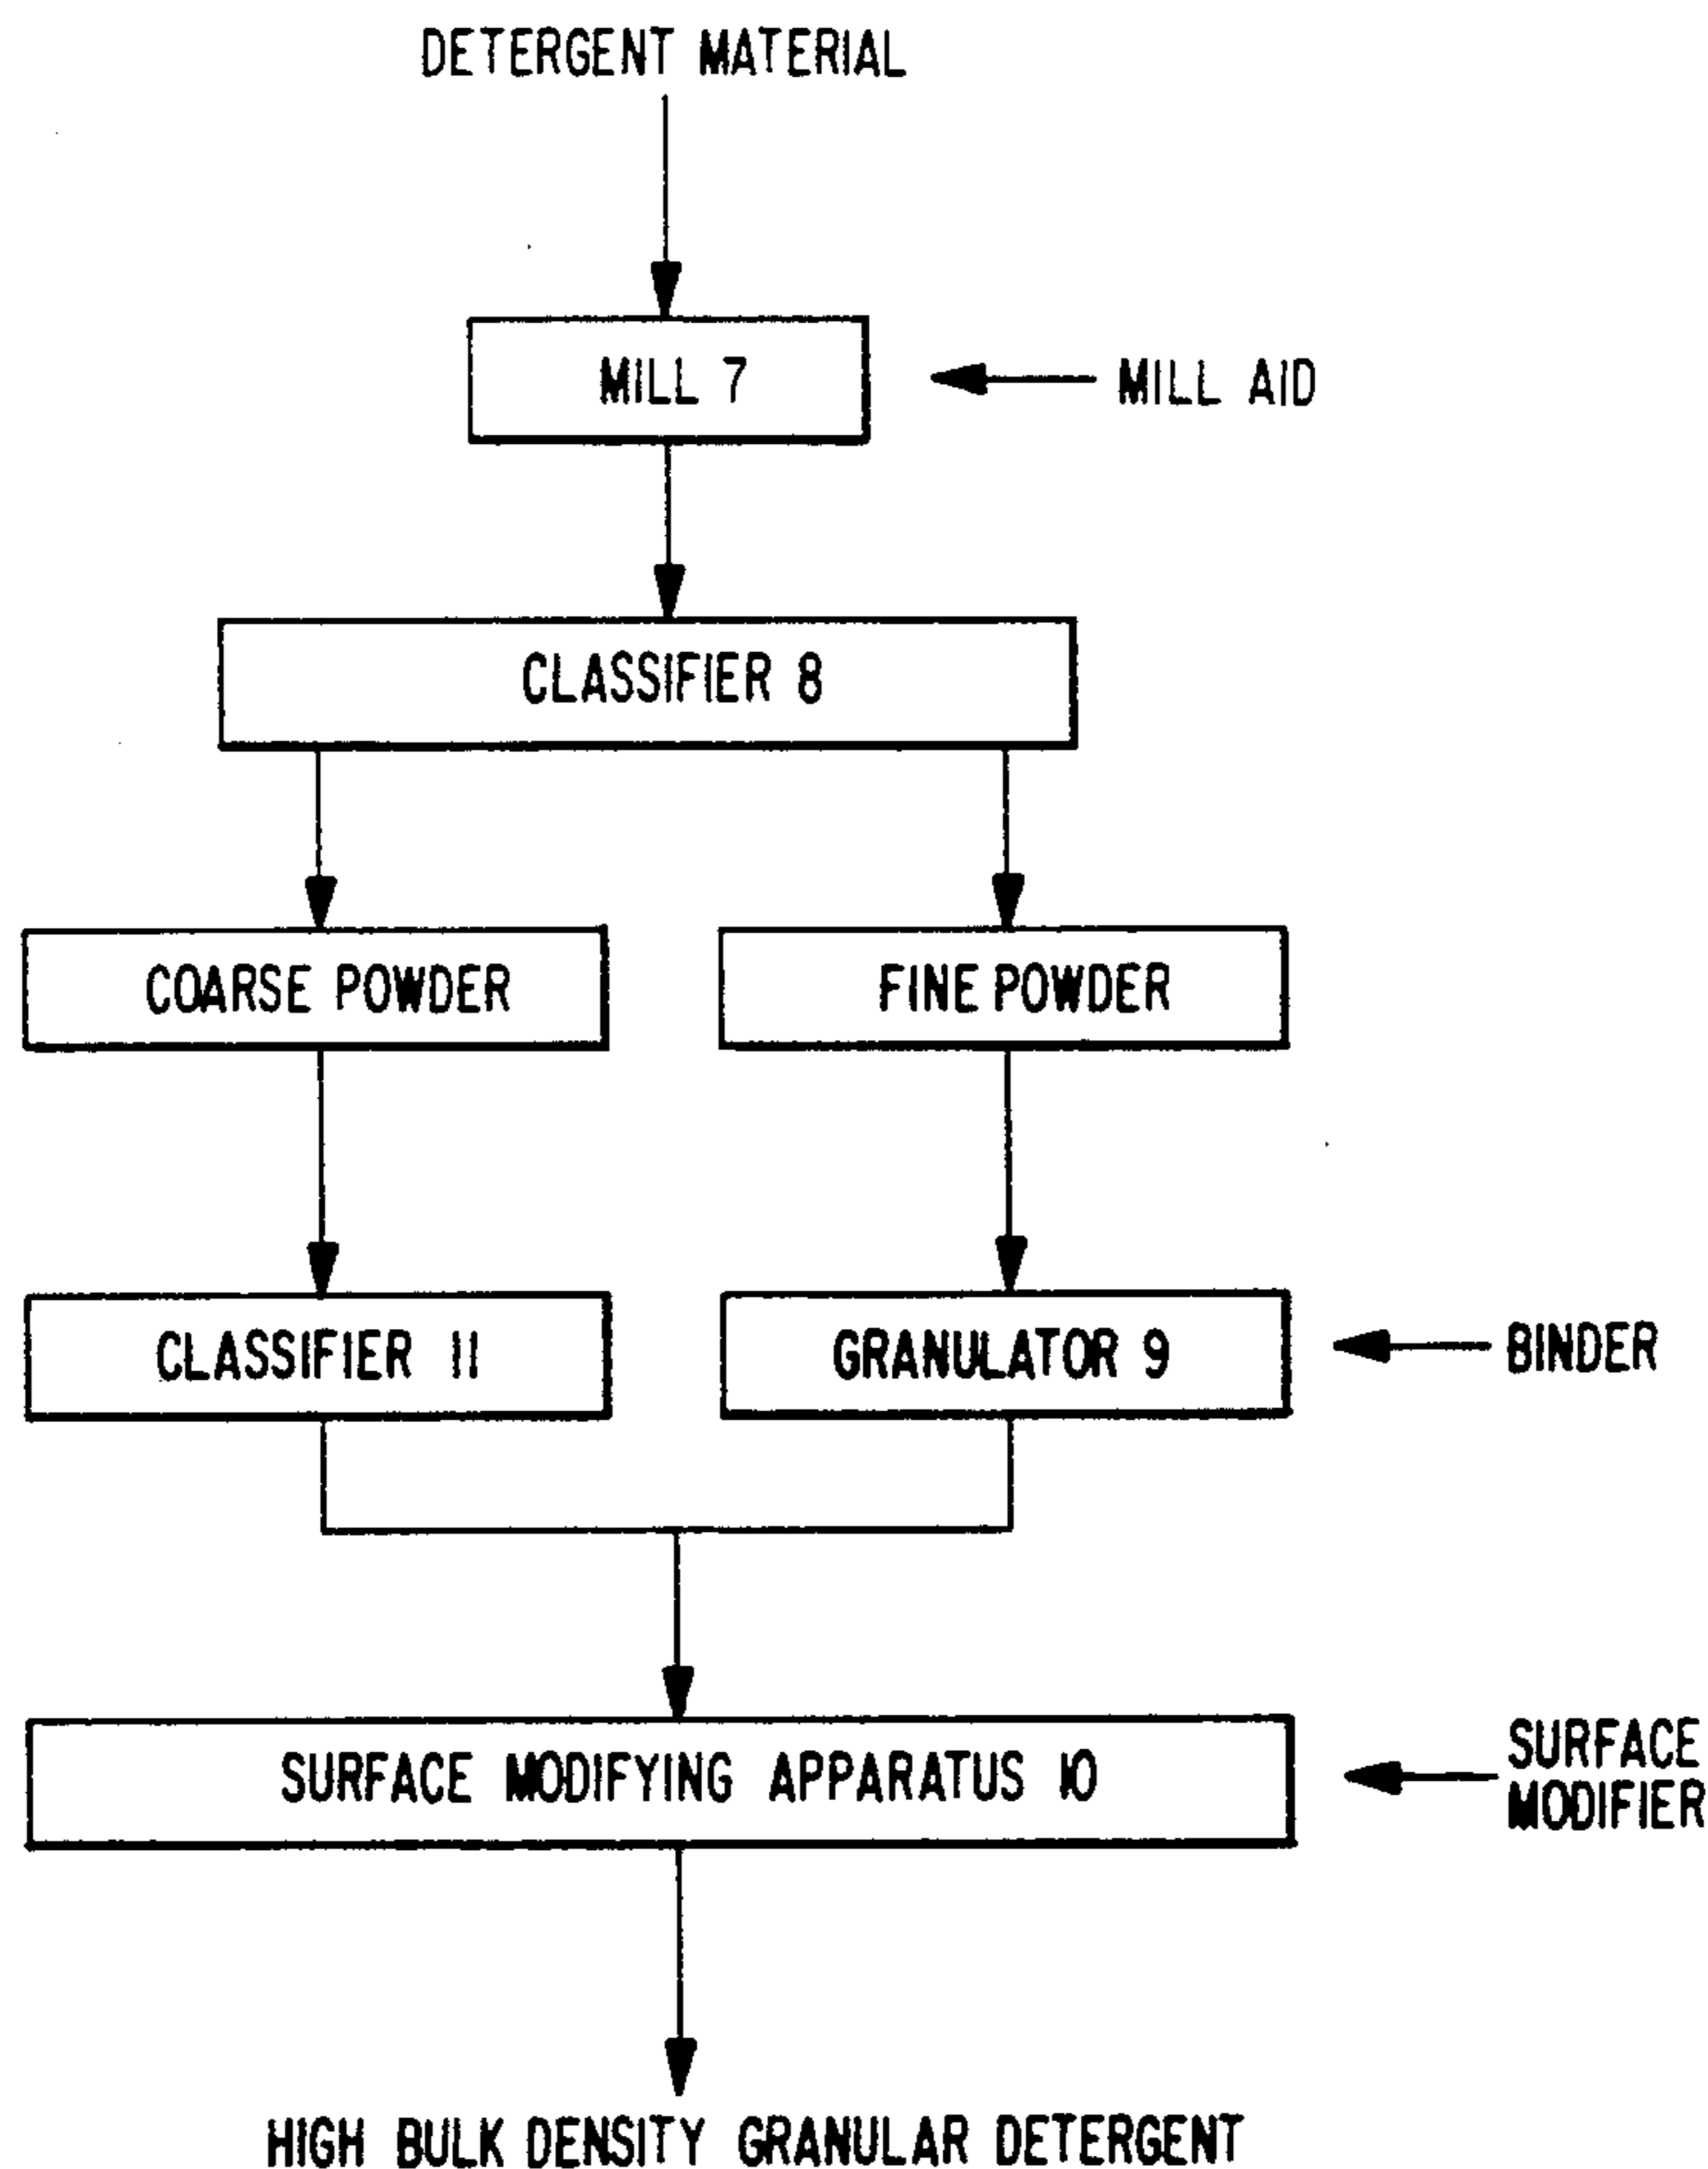 DETERGENT MATERIAL
MILL 7
MILL AID
CLASSIFIER 8
COARSE POWDER
FINE POWDER
CLASSIFIER 11
GRANULATOR 9
BINDER
SURFACE MODIFYING APPARATUS 10
SURFACE
MODIFIER
HIGH BULK DENSITY GRANULAR DETERGENT